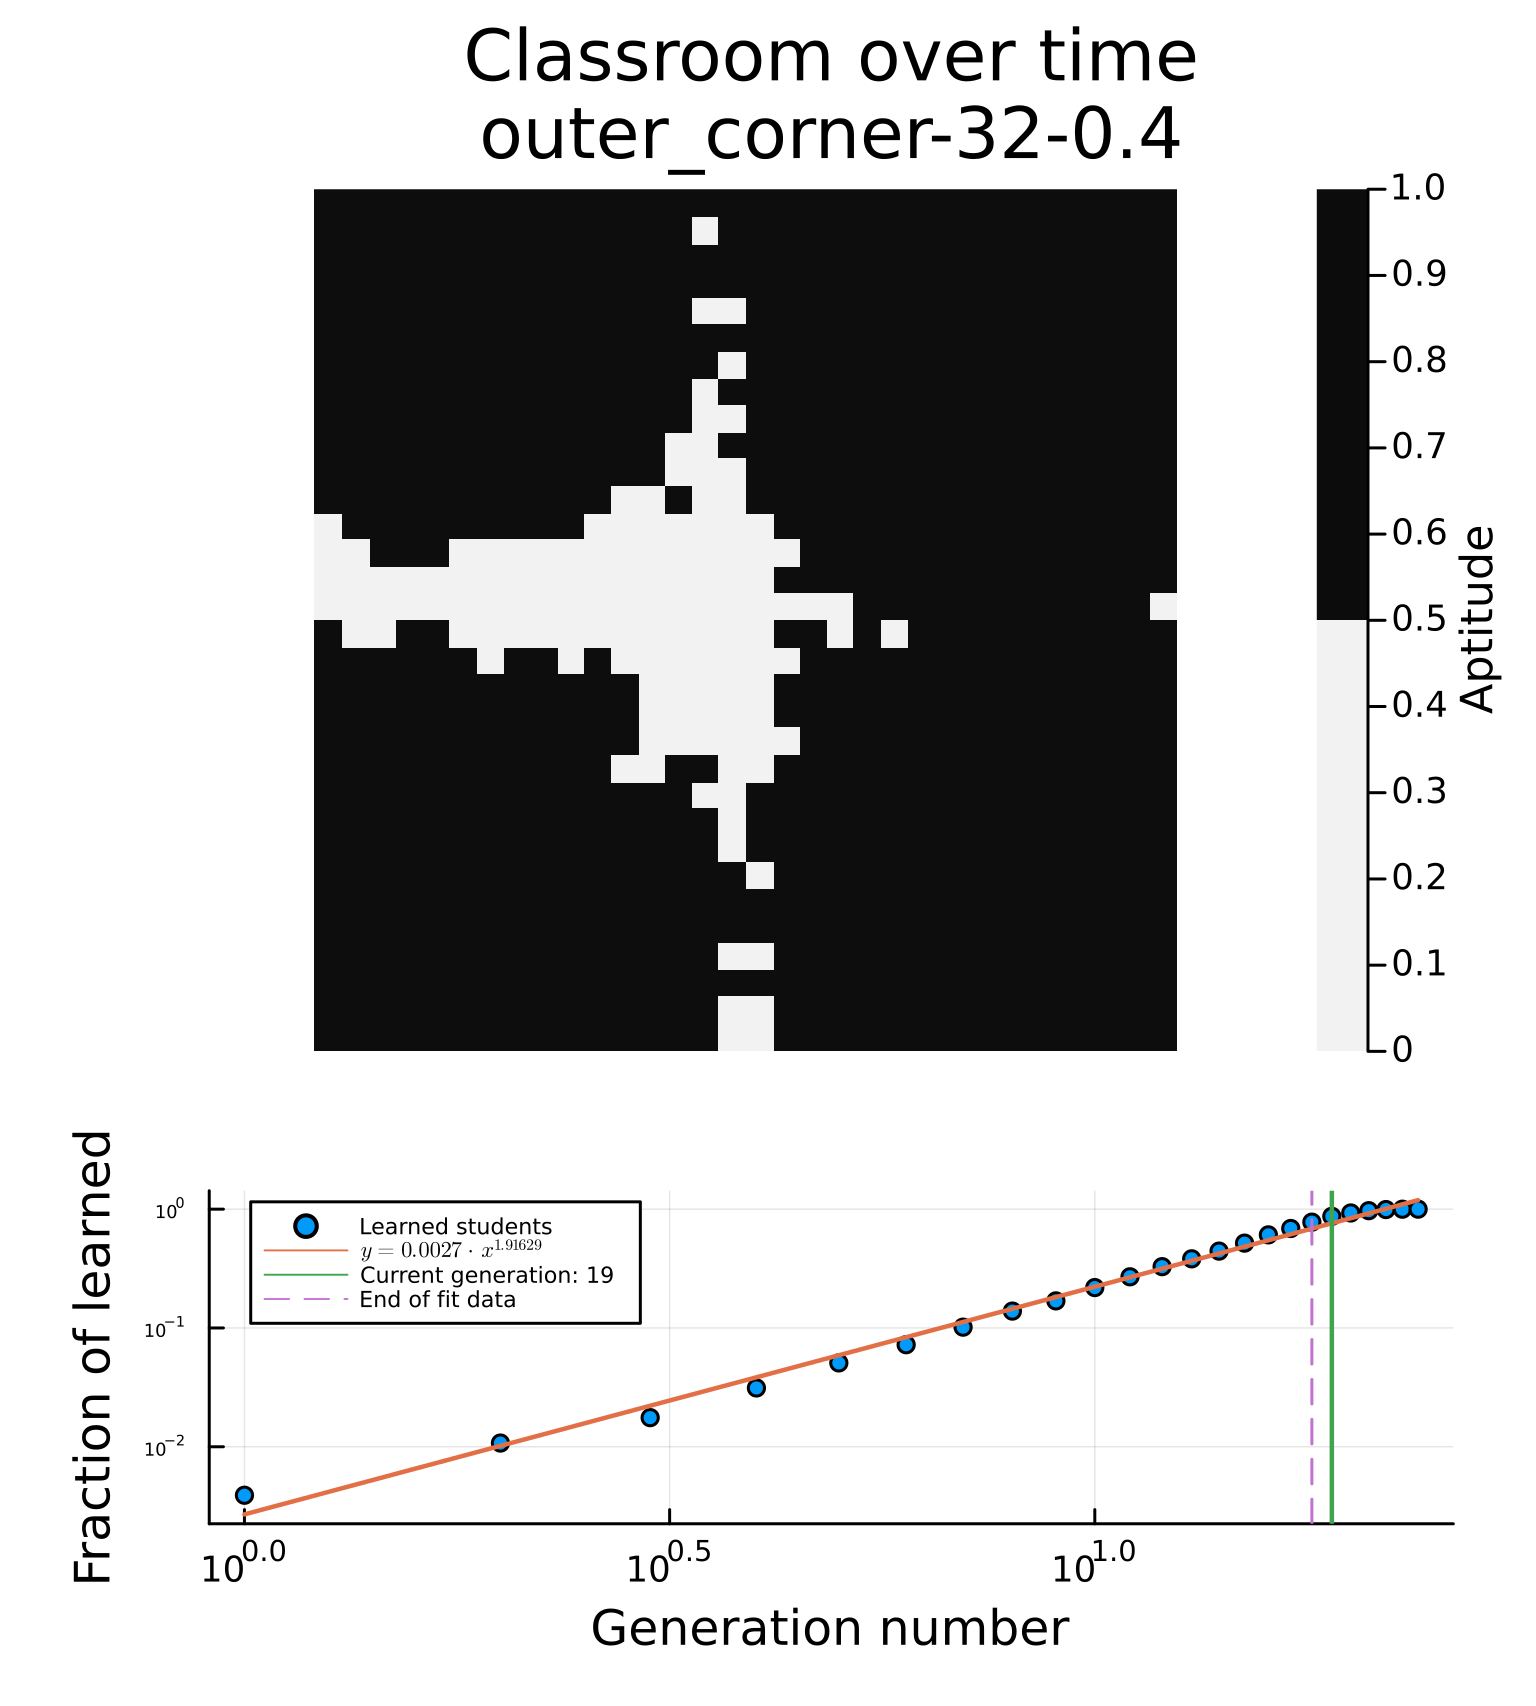 Classroom over time
outer_corner-32-0.4
1.0
0.9
0.8
0.7
0.6
0.5
0.4
0.3
0.2
0.1
0
Aptitude
Fraction of learned
10^0
10^-1
10^-2
Learned students
y = 0.0027 · x^1.91629
Current generation: 19
End of fit data
10^0.0
10^0.5
10^1.0
Generation number